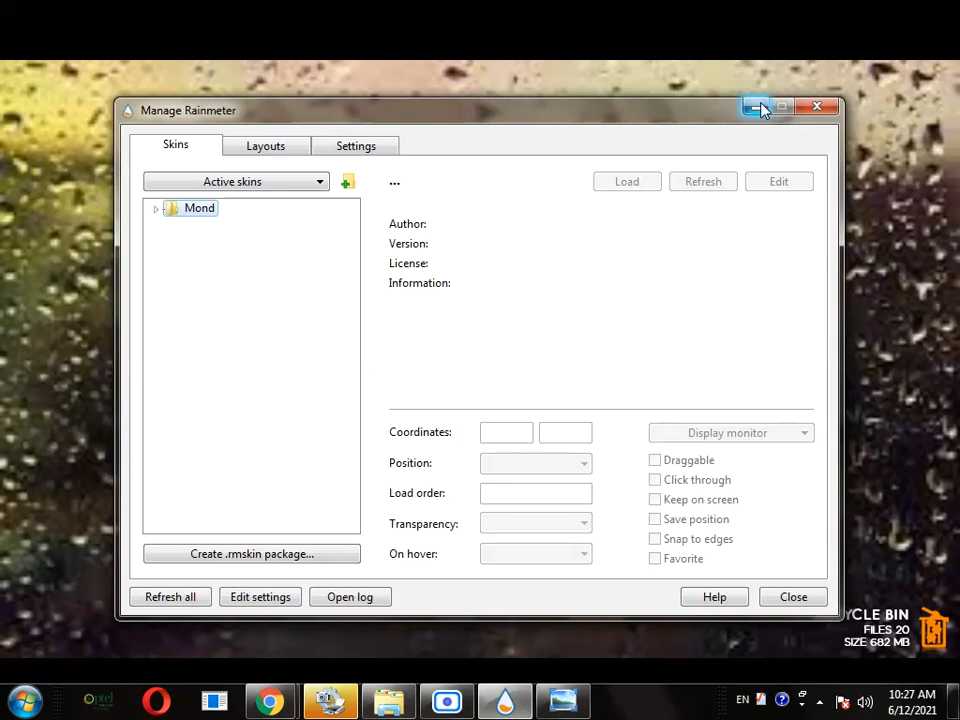 Manage Rainmeter
Skins
Layouts
Settings
Active skins
...
Load
Refresh
Edit
Mond
Author:
Version:
License:
Information:
Coordinates:
Display monitor
Position:
Draggable
Click through
Load order:
Keep on screen
Transparency:
Save position
Snap to edges
On hover:
Favorite
Create .rmskin package...
Refresh all
Edit settings
Open log
Help
Close
YCLE BIN
FILES 20
SIZE 682 MB
optel
EN
10:27 AM
6/12/2021